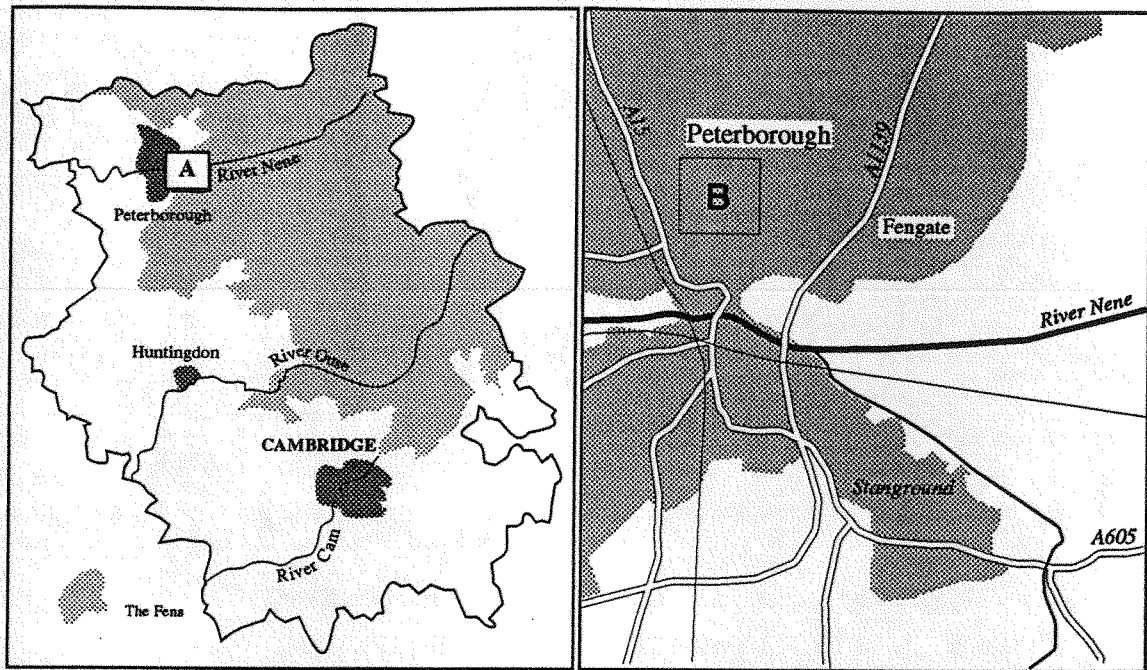 A
River Nene
Peterborough
Huntingdon
River Ouse
CAMBRIDGE
River Cam
The Fens
A15
Peterborough
A1139
B
Fengate
River Nene
Stanground
A605